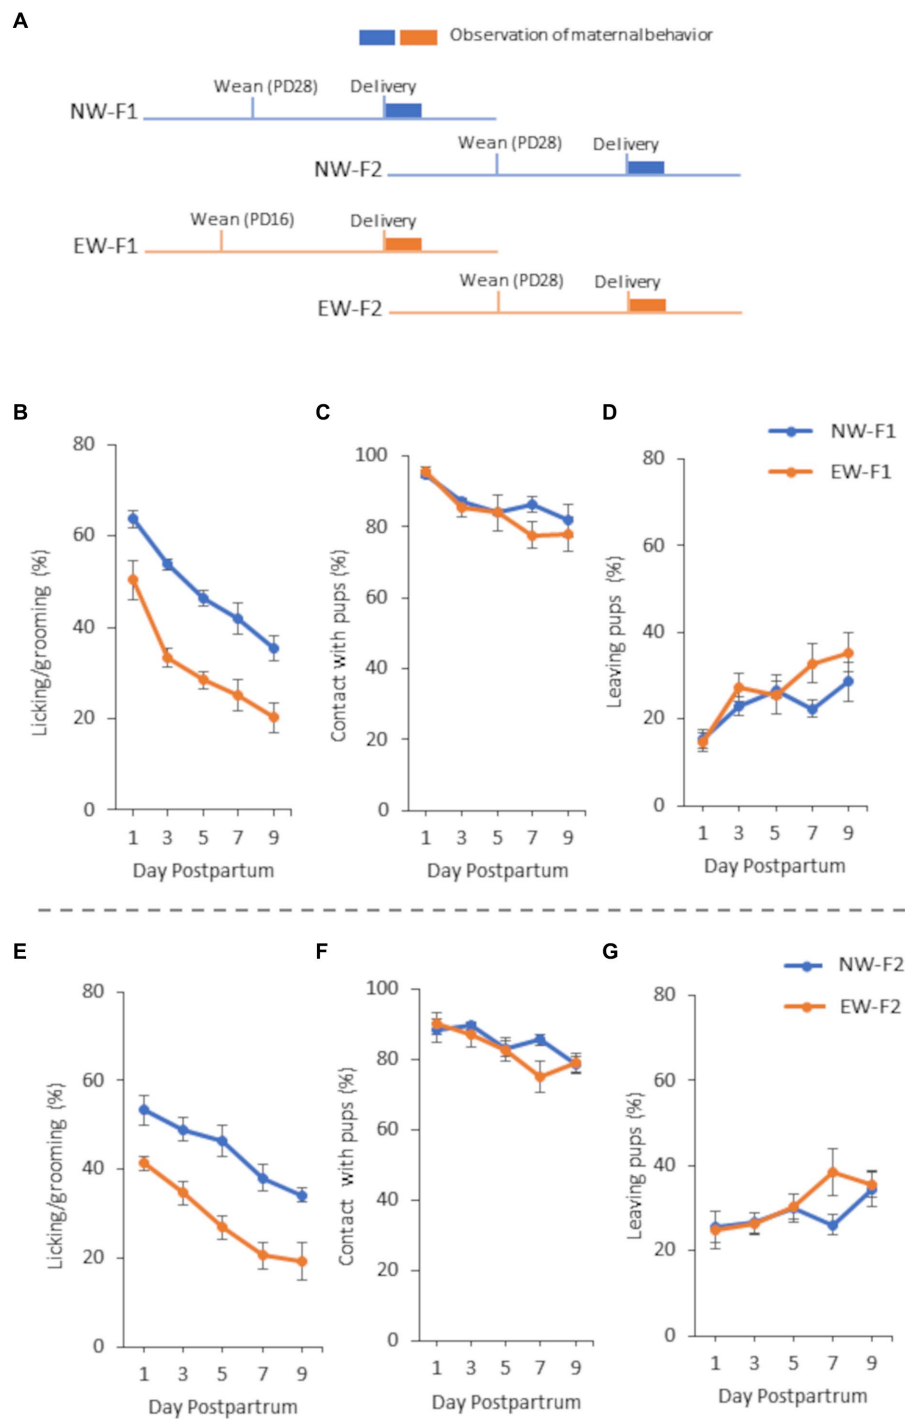 A
Observation of maternal behavior
Wean (PD28) Delivery
NW-F1
Wean (PD28) Delivery
NW-F2
Wean (PD16) Delivery
EW-F1
Wean (PD28) Delivery
EW-F2
B
80
60
40
20
0
Licking/grooming (%)
1 3 5 7 9
Day Postpartum
C
100
80
60
40
20
0
Contact with pups (%)
1 3 5 7 9
Day Postpartum
D
NW-F1
EW-F1
80
60
40
20
0
Leaving pups (%)
1 3 5 7 9
Day Postpartum
E
80
60
40
20
0
Licking/grooming (%)
1 3 5 7 9
Day Postpartrum
F
100
80
60
40
20
0
Contact with pups (%)
1 3 5 7 9
Day Postpartrum
G
NW-F2
EW-F2
80
60
40
20
0
Leaving pups (%)
1 3 5 7 9
Day Postpartrum